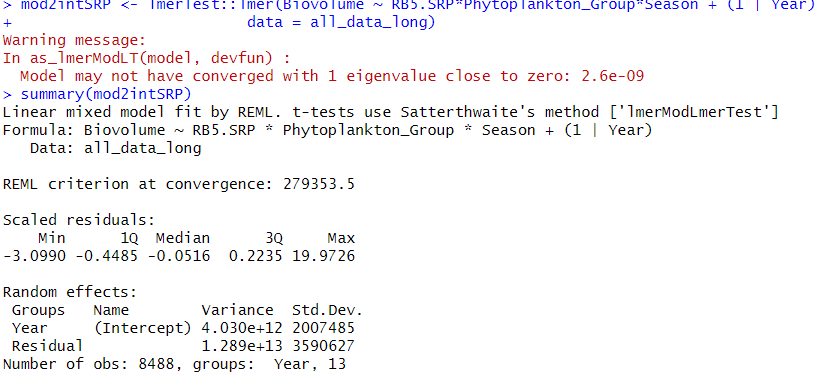 > mod2intSRP <- lmerTest::lmer(Biovolume ~ RB5.SRP*Phytoplankton_Group*Season + (1 | Year)
+                              data = all_data_long)
Warning message:
In as_lmerModLT(model, devfun) :
  Model may not have converged with 1 eigenvalue close to zero: 2.6e-09
> summary(mod2intSRP)
Linear mixed model fit by REML. t-tests use Satterthwaite's method ['lmerModLmerTest']
Formula: Biovolume ~ RB5.SRP * Phytoplankton_Group * Season + (1 | Year)
   Data: all_data_long

REML criterion at convergence: 279353.5

Scaled residuals:
    Min      1Q  Median      3Q     Max
-3.0990 -0.4485 -0.0516  0.2235 19.9726

Random effects:
 Groups   Name        Variance  Std.Dev.
 Year     (Intercept) 4.030e+12 2007485
 Residual             1.289e+13 3590627
Number of obs: 8488, groups:  Year, 13